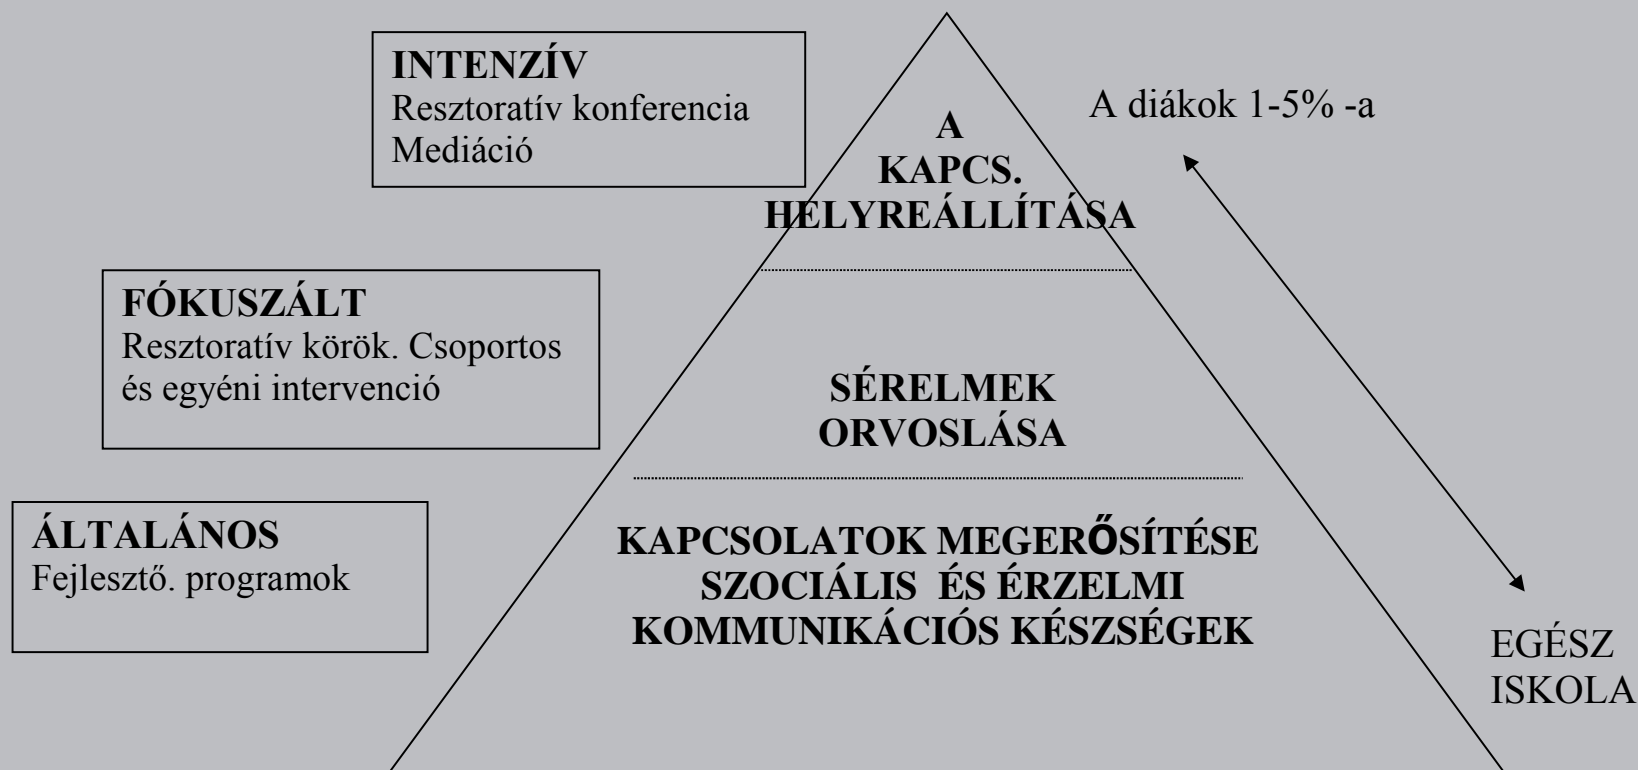 INTENZÍV
Resztoratív konferencia
Mediáció
A diákok 1-5% -a
A
KAPCS.
HELYREÁLLÍTÁSA
FÓKUSZÁLT
Resztoratív körök. Csoportos
és egyéni intervenció
SÉRELMEK
ORVOSLÁSA
ÁLTALÁNOS
Fejlesztő. programok
KAPCSOLATOK MEGERŐSÍTÉSE
SZOCIÁLIS ÉS ÉRZELMI
KOMMUNIKÁCIÓS KÉSZSÉGEK
EGÉSZ
ISKOLA